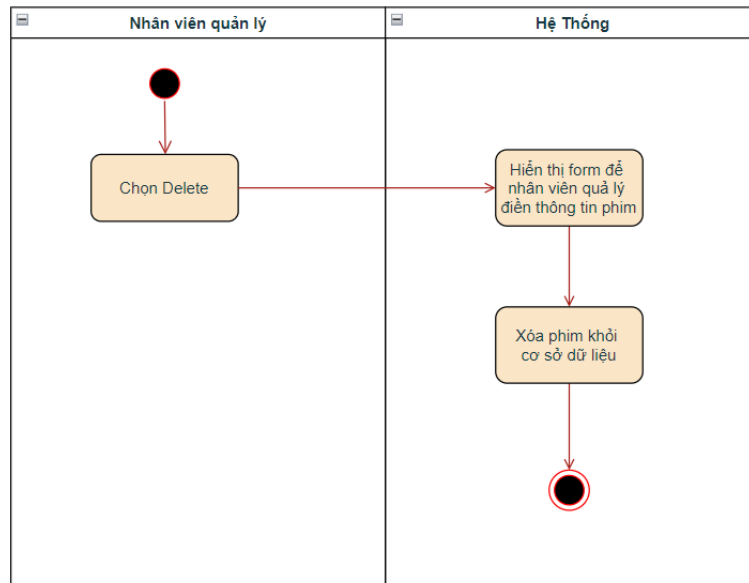 Nhân viên quản lý
Hệ Thống
Chọn Delete
Hiển thị form để
nhân viên quả lý
điền thông tin phim
Xóa phim khỏi
cơ sở dữ liệu